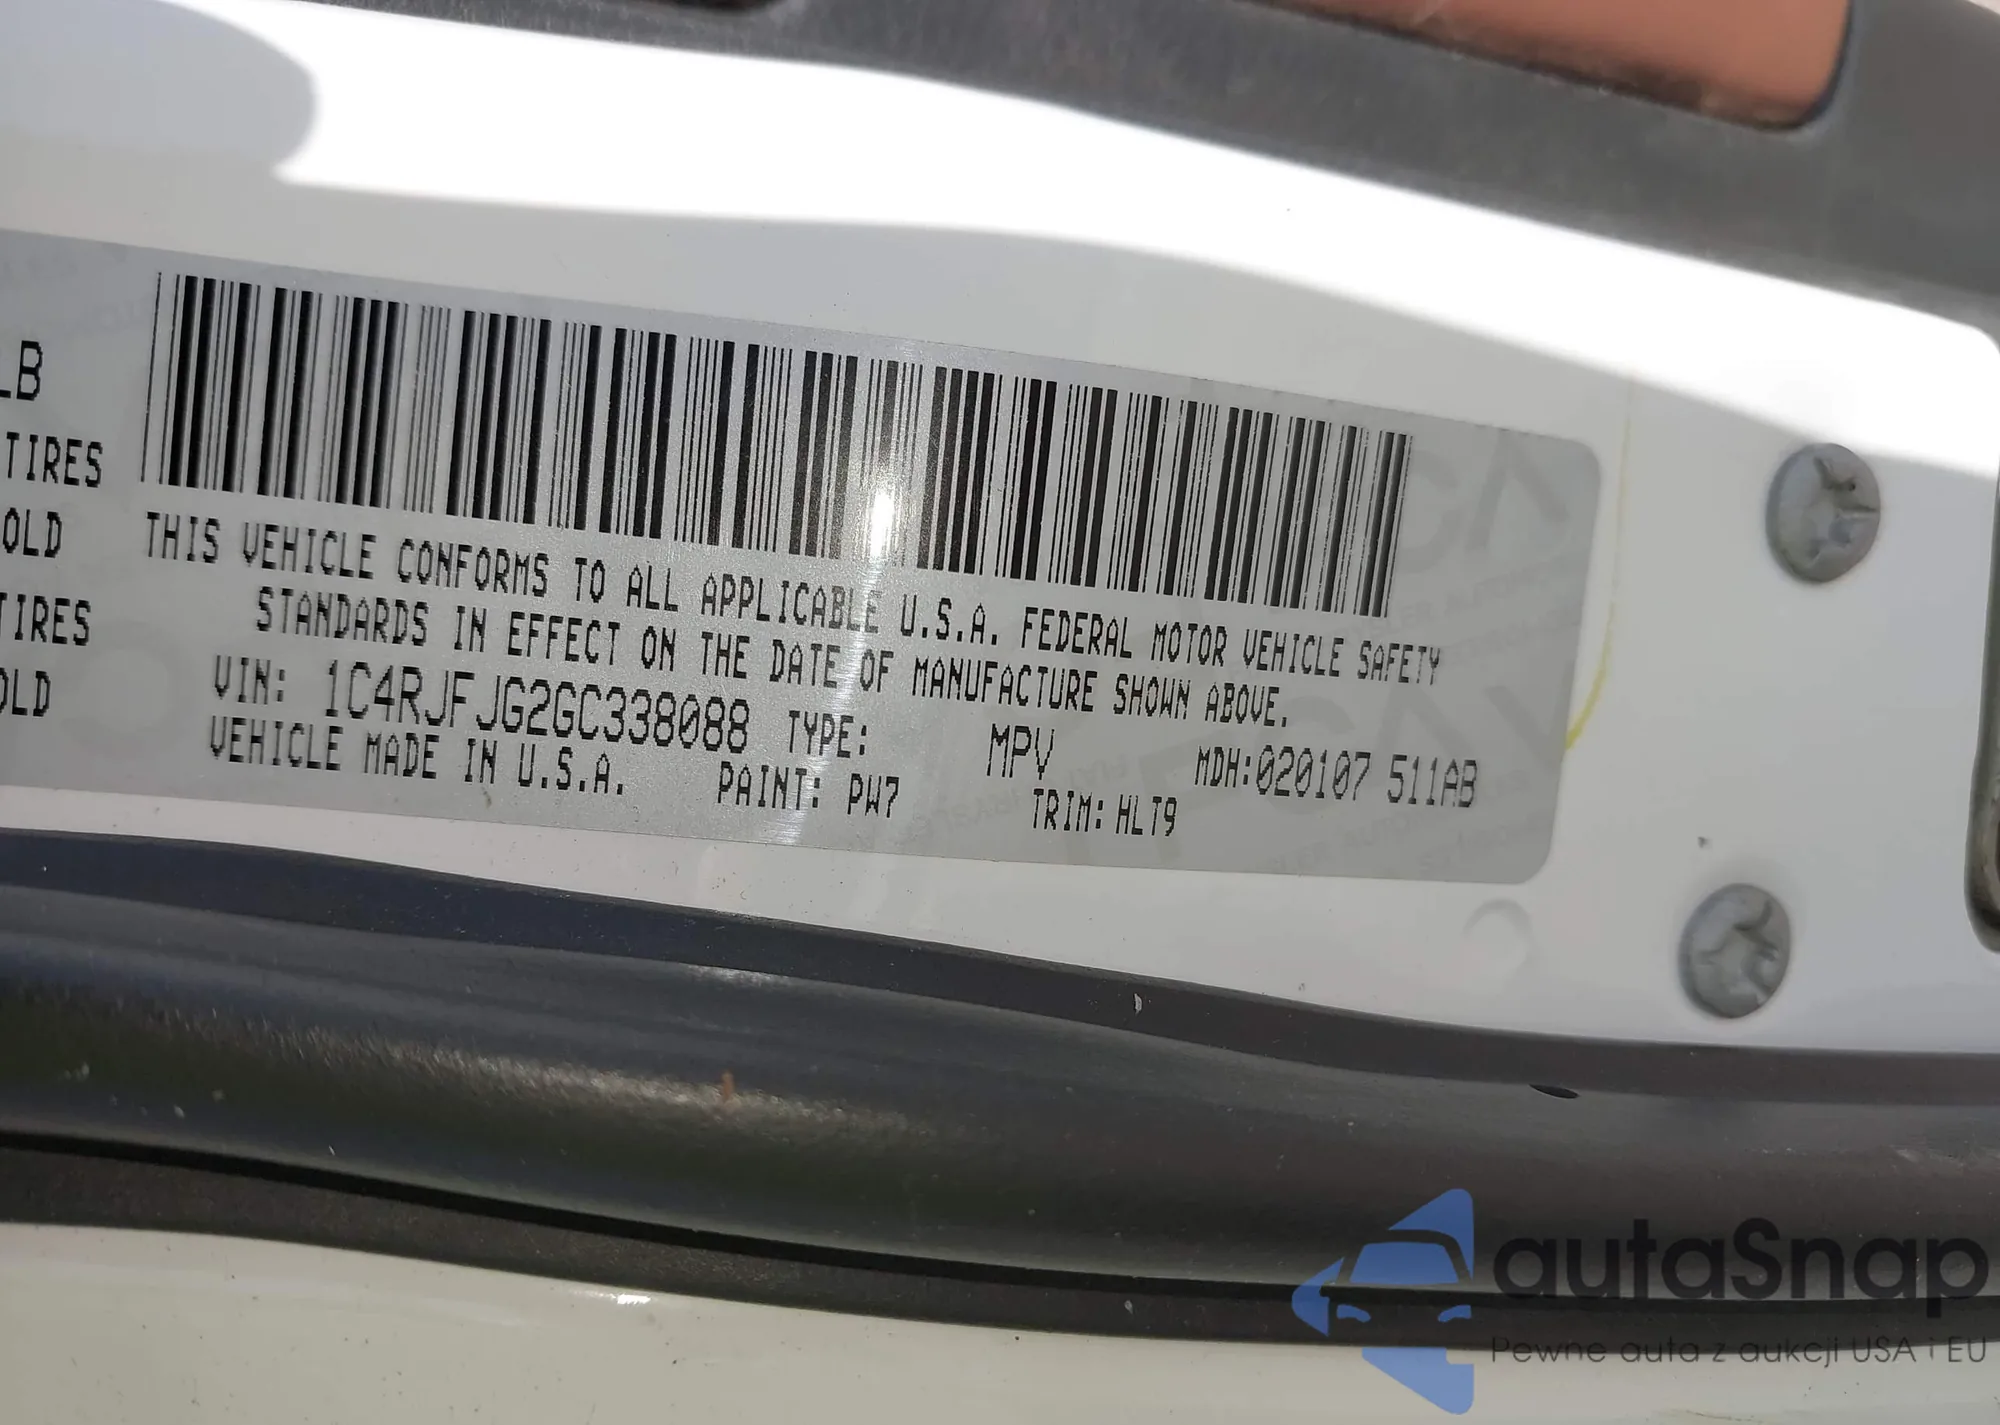 LB
TIRES
OLD
TIRES
OLD
THIS VEHICLE CONFORMS TO ALL APPLICABLE U.S.A. FEDERAL MOTOR VEHICLE SAFETY
STANDARDS IN EFFECT ON THE DATE OF MANUFACTURE SHOWN ABOVE.
VIN: 1C4RJFJG2GC338088 TYPE: MPV MDH:020107 511AB
VEHICLE MADE IN U.S.A. PAINT: PW7 TRIM: HLT9
autaSnap
Pewne auta z aukcji USA i EU